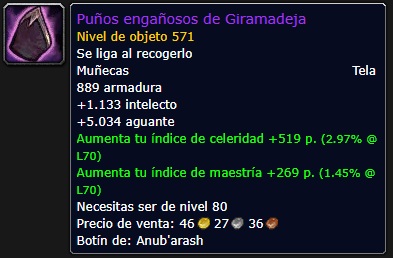 Puños engañosos de Giramadeja
Nivel de objeto 571
Se liga al recogerlo
Muñecas Tela
889 armadura
+1.133 intelecto
+5.034 aguante
Aumenta tu índice de celeridad +519 p. (2.97% @
L70)
Aumenta tu índice de maestría +269 p. (1.45% @
L70)
Necesitas ser de nivel 80
Precio de venta: 46 27 36
Botín de: Anub'arash